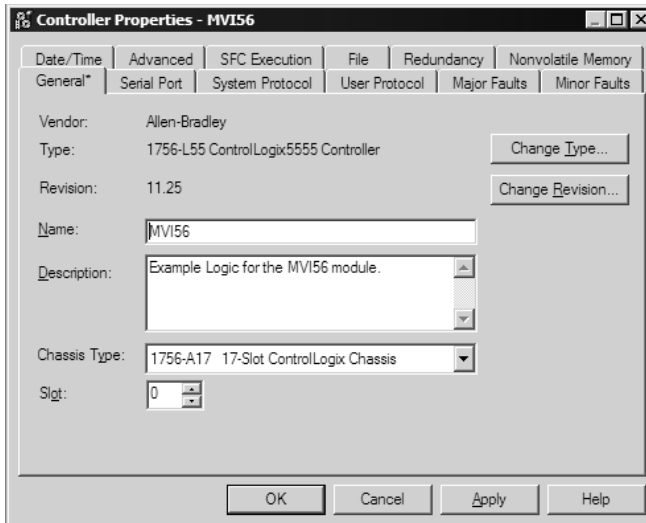 Controller Properties - MVI56
Date/Time Advanced SFC Execution File Redundancy Nonvolatile Memory
General* Serial Port System Protocol User Protocol Major Faults Minor Faults
Vendor: Allen-Bradley
Type: 1756-L55 ControlLogix5555 Controller Change Type...
Revision: 11.25 Change Revision...
Name: MVI56
Description: Example Logic for the MVI56 module.
Chassis Type: 1756-A17 17-Slot ControlLogix Chassis
Slot: 0
OK Cancel Apply Help